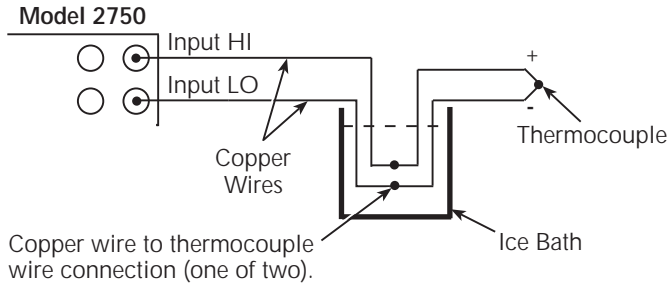 Model 2750
Input HI
Input LO
+
-
Thermocouple
Copper
Wires
Ice Bath
Copper wire to thermocouple
wire connection (one of two).